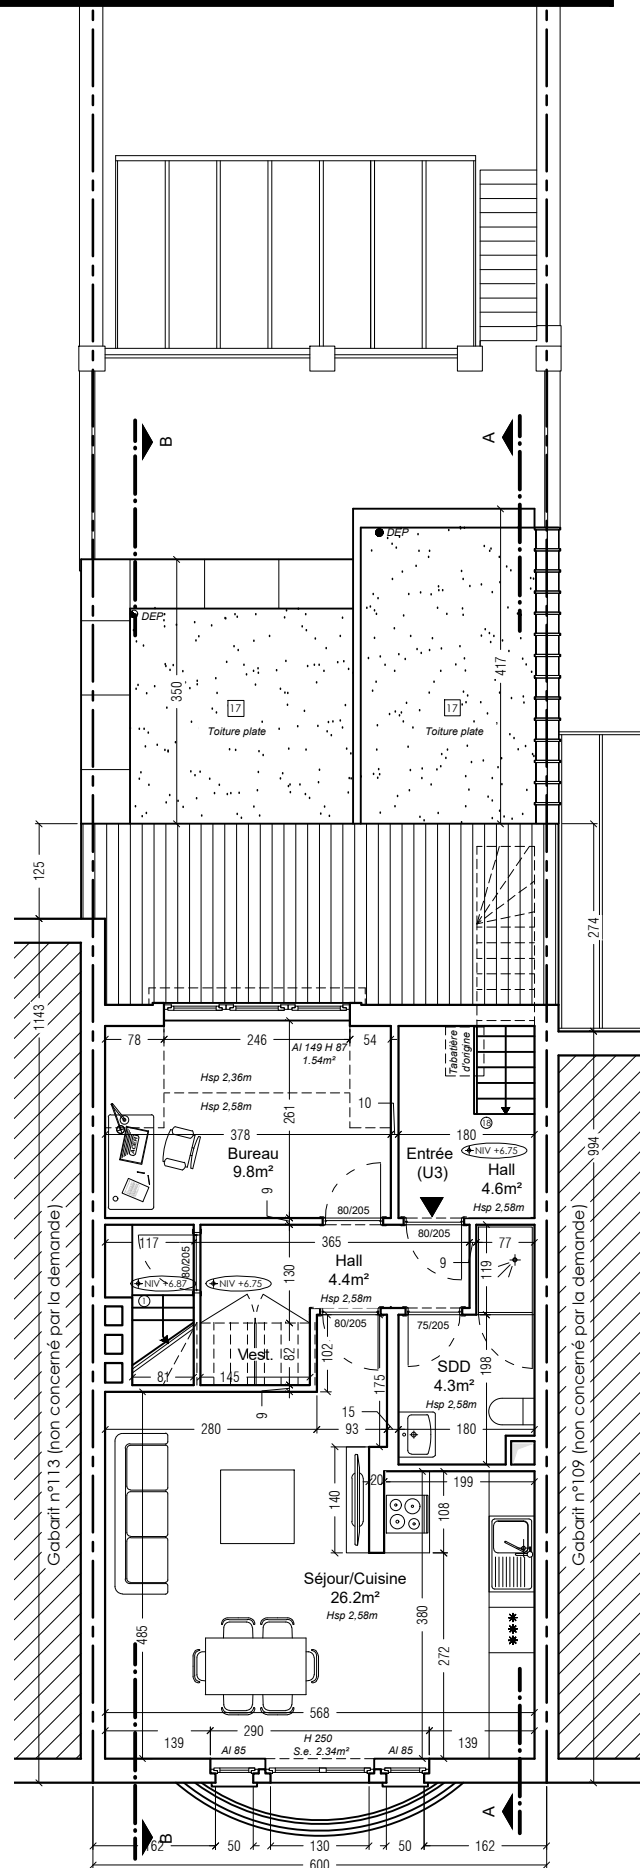 B
A
DEP
DEP
417
350
17
Toiture plate
17
Toiture plate
125
274
1143
78
246
54
Al 149 H 87
1.54m²
Tabatière
d'origine
Hsp 2,36m
Hsp 2,58m
261
10
378
180
18
994
Bureau
9.8m²
Entrée
(U3)
NIV +6.75
Hall
4.6m²
Hsp 2,58m
9
80/205
80/205
117
365
77
80/205
130
Hall
4.4m²
Hsp 2,58m
9
119
NIV +6.87
NIV +6.75
1
80/205
75/205
Vest.
82
102
SDD
4.3m²
Hsp 2,58m
198
175
81
145
9
15
280
93
180
Gabarit n°113 (non concerné par la demande)
Gabarit n°109 (non concerné par la demande)
140
20
199
108
Séjour/Cuisine
26.2m²
Hsp 2,58m
380
485
272
568
290
139
139
H 250
S.e. 2.34m²
Al 85
Al 85
A
B
162
50
130
50
162
600